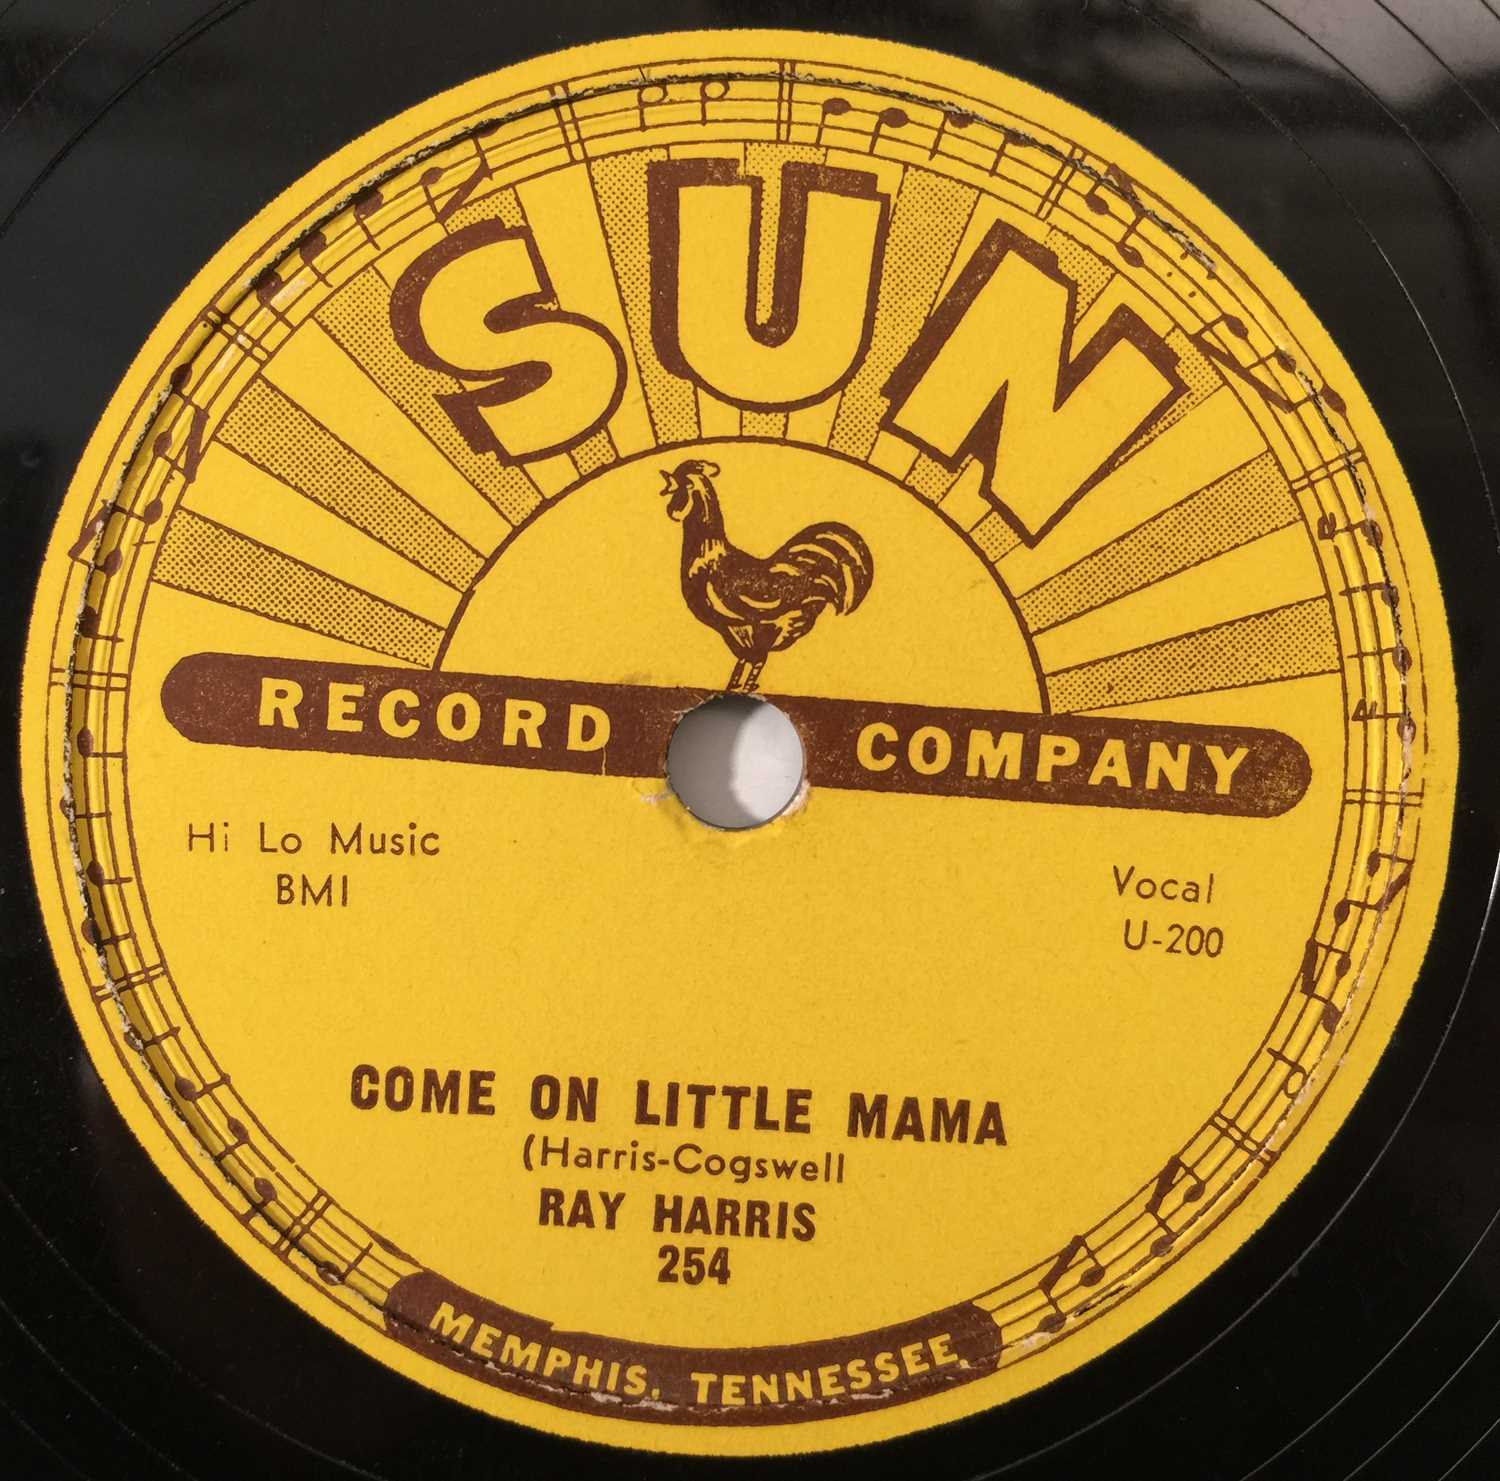 SUN
RECORD COMPANY
Hi Lo Music
BMI
Vocal
U-200
COME ON LITTLE MAMA
(Harris-Cogswell
RAY HARRIS
254
MEMPHIS, TENNESSEE